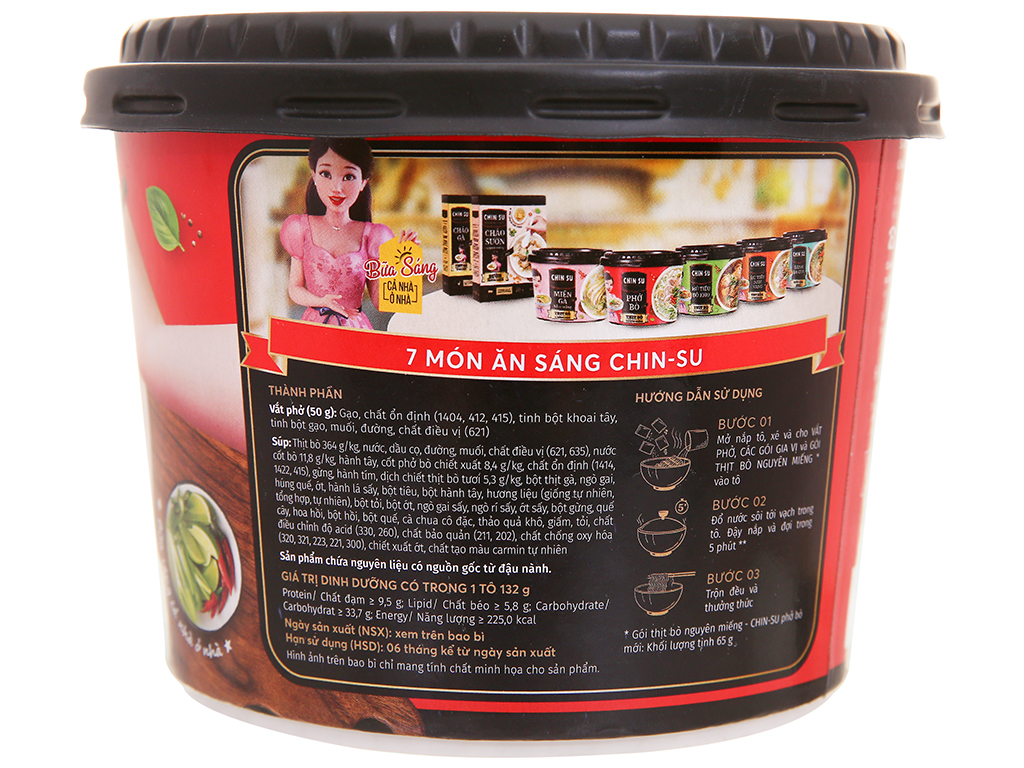 Bữa Sáng
CẢ NHÀ
Ở NHÀ
CHIN-SU
CHÁO
GÀ
CHIN-SU
CHÁO
SƯỜN
CHIN-SU
MIẾN
GÀ
CHIN-SU
PHỞ
BÒ
CHIN-SU
HỦ TIẾU
BÒ KHO
7 MÓN ĂN SÁNG CHIN-SU
THÀNH PHẦN
Vắt phở (50 g): Gạo, chất ổn định (1404, 412, 415), tinh bột khoai tây,
tinh bột gạo, muối, đường, chất điều vị (621)
Súp: Thịt bò 364 g/kg, nước, dầu cọ, đường, muối, chất điều vị (621, 635), nước
cốt bò 11,8 g/kg, hành tây, cốt phở bò chiết xuất 8,4 g/kg, chất ổn định (1414,
1422, 415), gừng, hành tím, dịch chiết thịt bò tươi 5,3 g/kg, bột thịt gà, ngò gai,
húng quế, ớt, hành lá sấy, bột tiêu, bột hành tây, hương liệu (giống tự nhiên,
tổng hợp, tự nhiên), bột tỏi, bột ớt, ngò gai sấy, ngò rí sấy, ớt sấy, bột gừng, quế
cây, hoa hồi, bột hồi, bột quế, cà chua cô đặc, thảo quả khô, giấm, tỏi, chất
điều chỉnh độ acid (330, 260), chất bảo quản (211, 202), chất chống oxy hóa
(320, 321, 223, 221, 300), chiết xuất ớt, chất tạo màu carmin tự nhiên
Sản phẩm chứa nguyên liệu có nguồn gốc từ đậu nành.
GIÁ TRỊ DINH DƯỠNG CÓ TRONG 1 TÔ 132 g
Protein/ Chất đạm ≥ 9,5 g; Lipid/ Chất béo ≥ 5,8 g; Carbohydrate/
Carbohydrat ≥ 33,7 g; Energy/ Năng lượng ≥ 225,0 kcal
Ngày sản xuất (NSX): xem trên bao bì
Hạn sử dụng (HSD): 06 tháng kể từ ngày sản xuất
Hình ảnh trên bao bì chỉ mang tính chất minh họa cho sản phẩm.
HƯỚNG DẪN SỬ DỤNG
BƯỚC 01
Mở nắp tô, xé và cho VẮT
PHỞ, CÁC GÓI GIA VỊ và GÓI
THỊT BÒ NGUYÊN MIẾNG *
vào tô
5'
BƯỚC 02
Đổ nước sôi tới vạch trong
tô. Đậy nắp và đợi trong
5 phút **
BƯỚC 03
Trộn đều và
thưởng thức
* Gói thịt bò nguyên miếng - CHIN-SU phở bò
mới: Khối lượng tịnh 65 g
cả nhà ở nhà